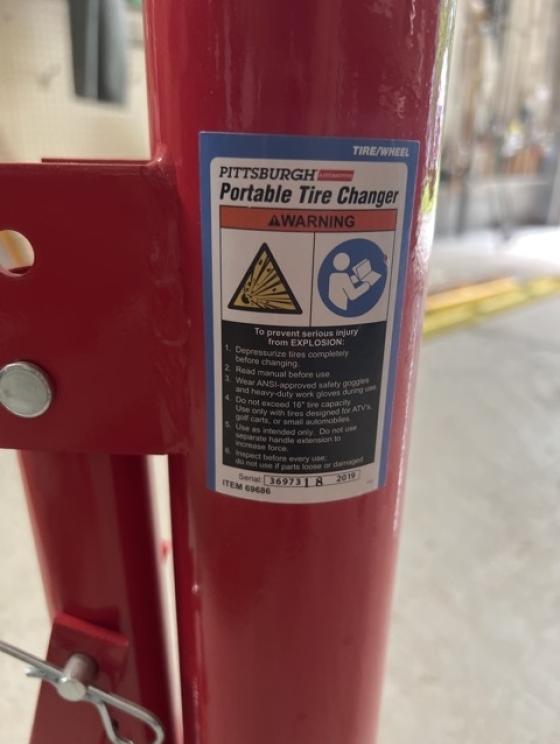 TIRE/WHEEL
PITTSBURGH AUTOMOTIVE
Portable Tire Changer
WARNING
To prevent serious injury
from EXPLOSION:
1. Depressurize tires completely
before changing.
2. Read manual before use.
3. Wear ANSI-approved safety goggles
and heavy-duty work gloves during use.
4. Do not exceed 16" tire capacity.
Use only with tires designed for ATV's,
golf carts, or small automobiles.
5. Use as intended only. Do not use
separate handle extension to
increase force.
6. Inspect before every use;
do not use if parts loose or damaged.
Serial: 36973 18 2019
ITEM 69686